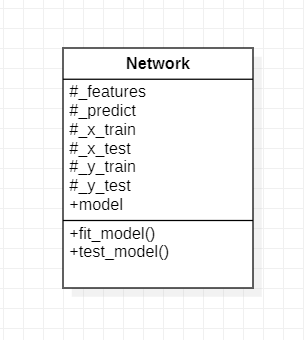 Network
#_features
#_predict
#_x_train
#_x_test
#_y_train
#_y_test
+model
+fit_model()
+test_model()